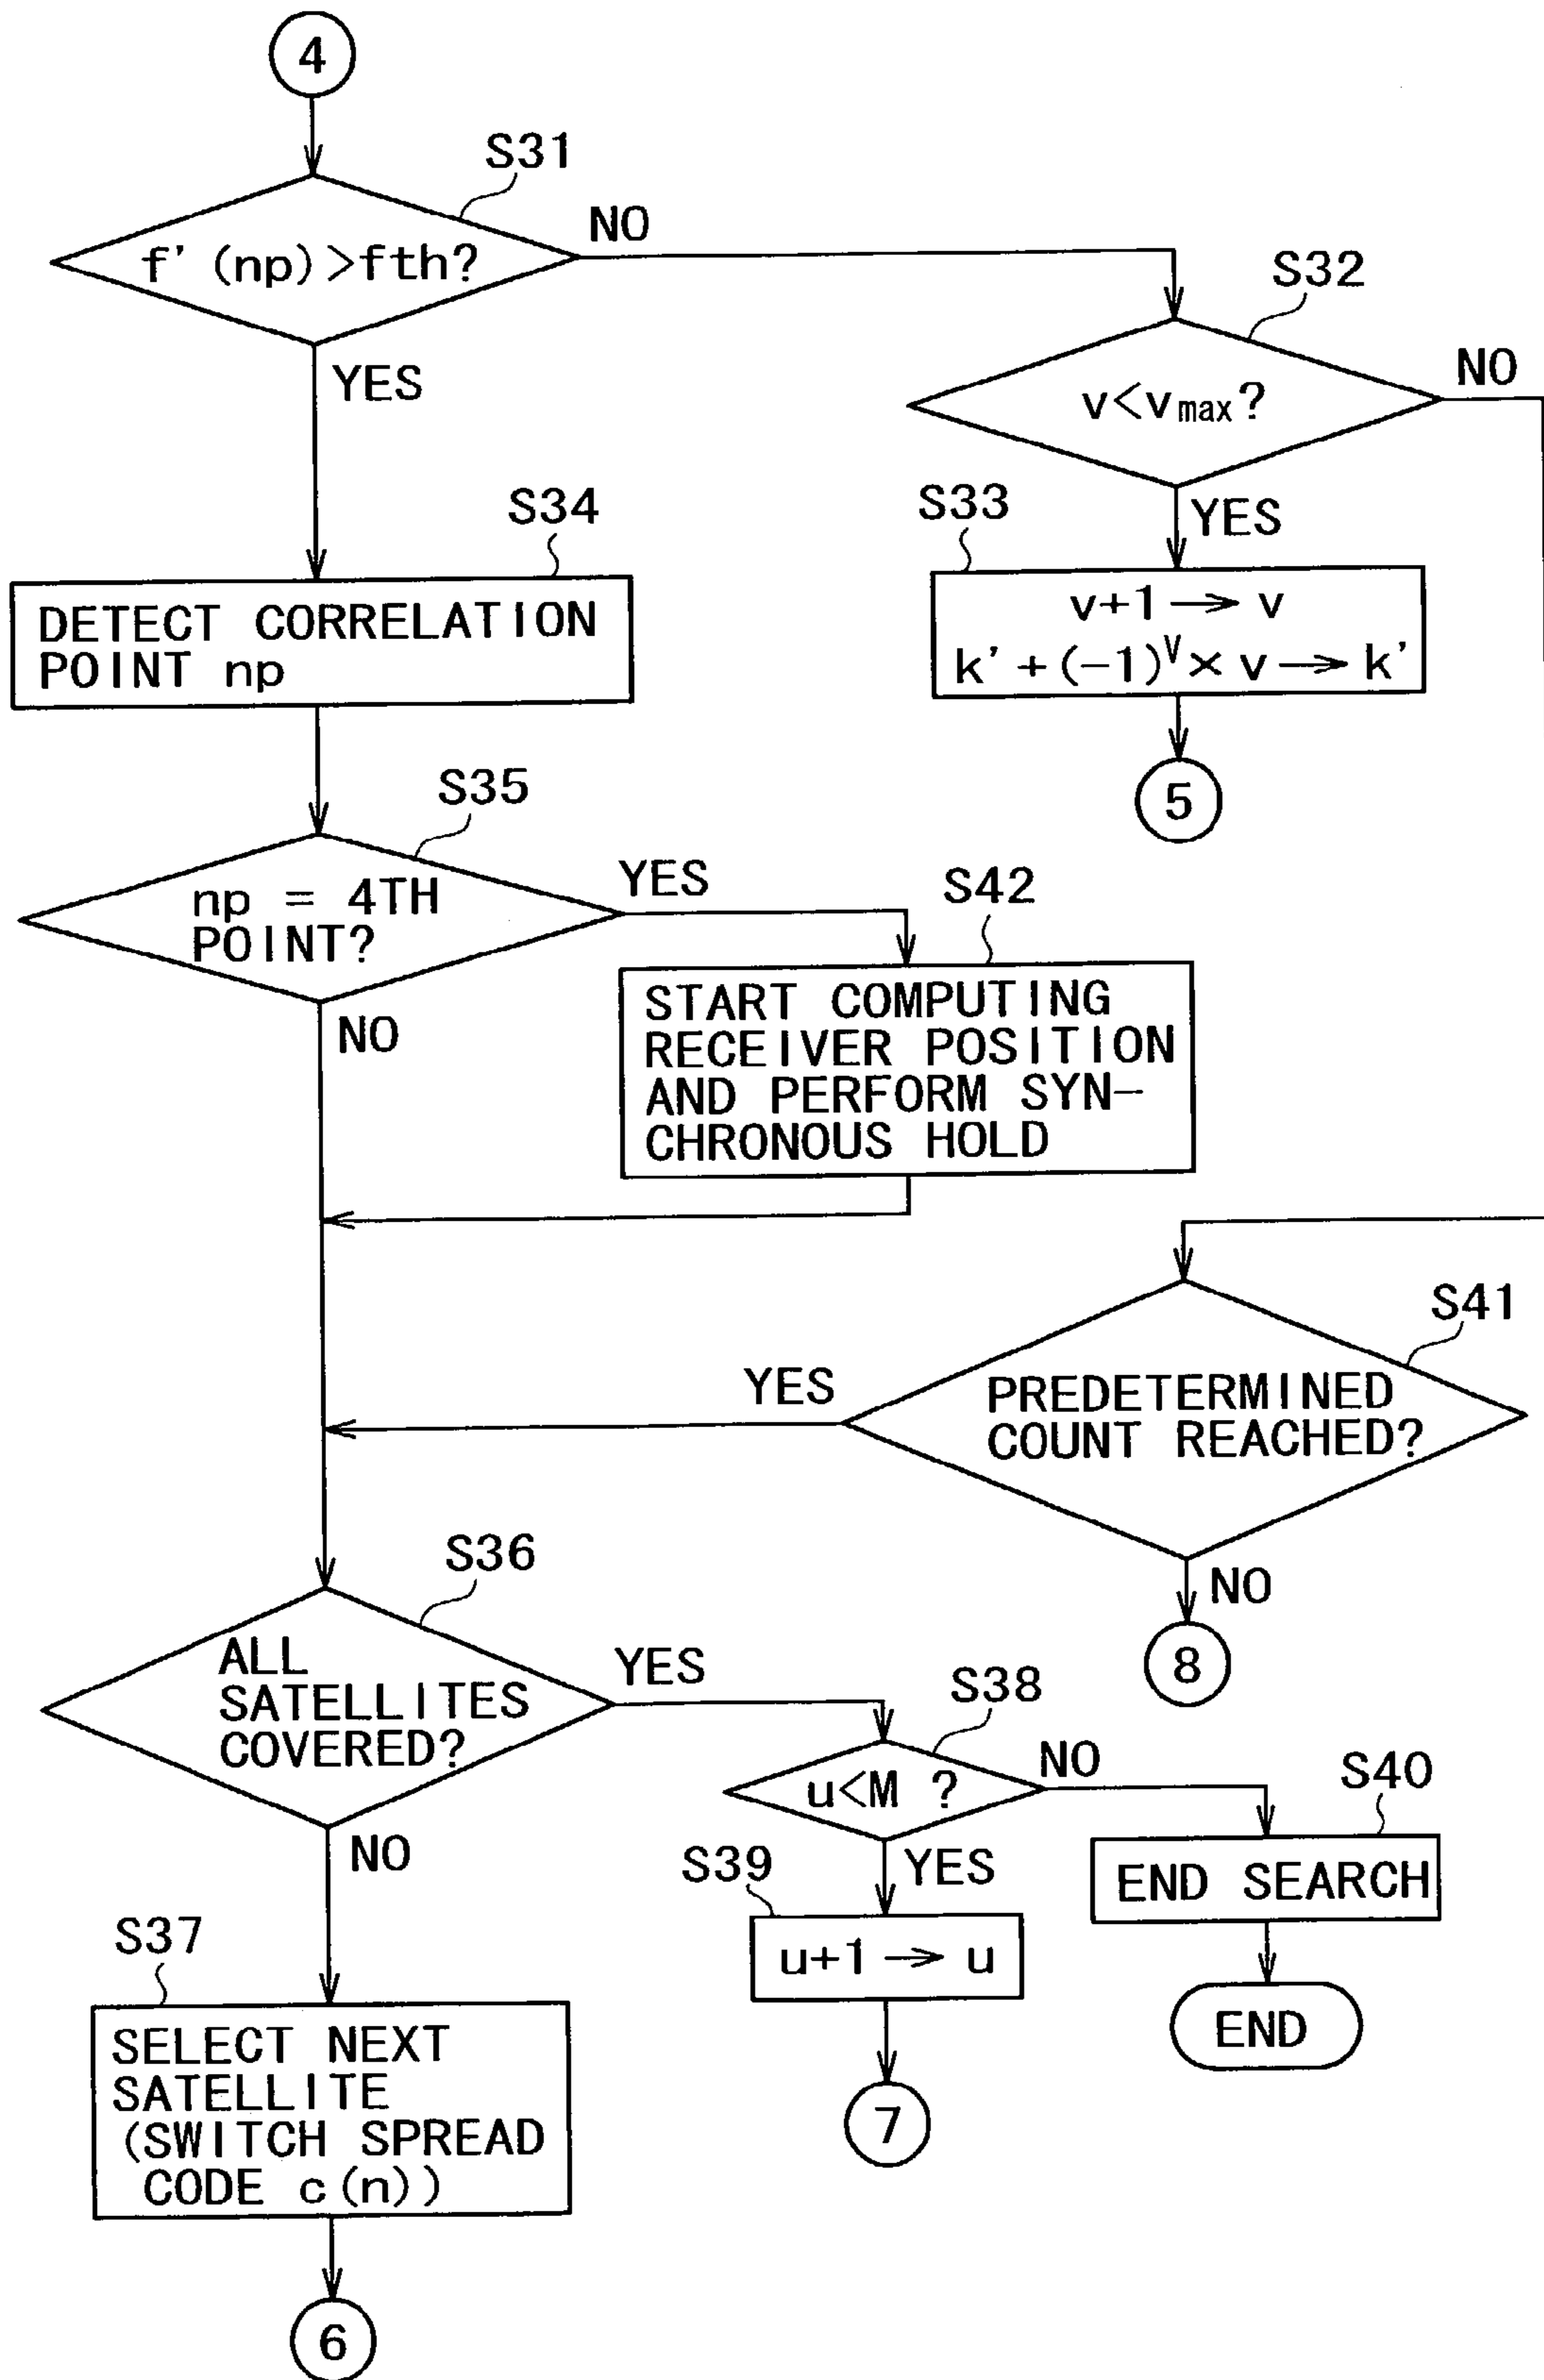 4
S31
f' (np)>fth?
NO
YES
S32
v<vmax?
NO
YES
S33
v+1 → v
k' + (-1)^V × v → k'
5
S34
DETECT CORRELATION
POINT np
S35
np = 4TH
POINT?
YES
NO
S42
START COMPUTING
RECEIVER POSITION
AND PERFORM SYN-
CHRONOUS HOLD
S41
PREDETERMINED
COUNT REACHED?
YES
NO
8
S36
ALL
SATELLITES
COVERED?
YES
NO
S38
u<M ?
NO
YES
S40
END SEARCH
END
S39
u+1 → u
7
S37
SELECT NEXT
SATELLITE
(SWITCH SPREAD
CODE c(n))
6